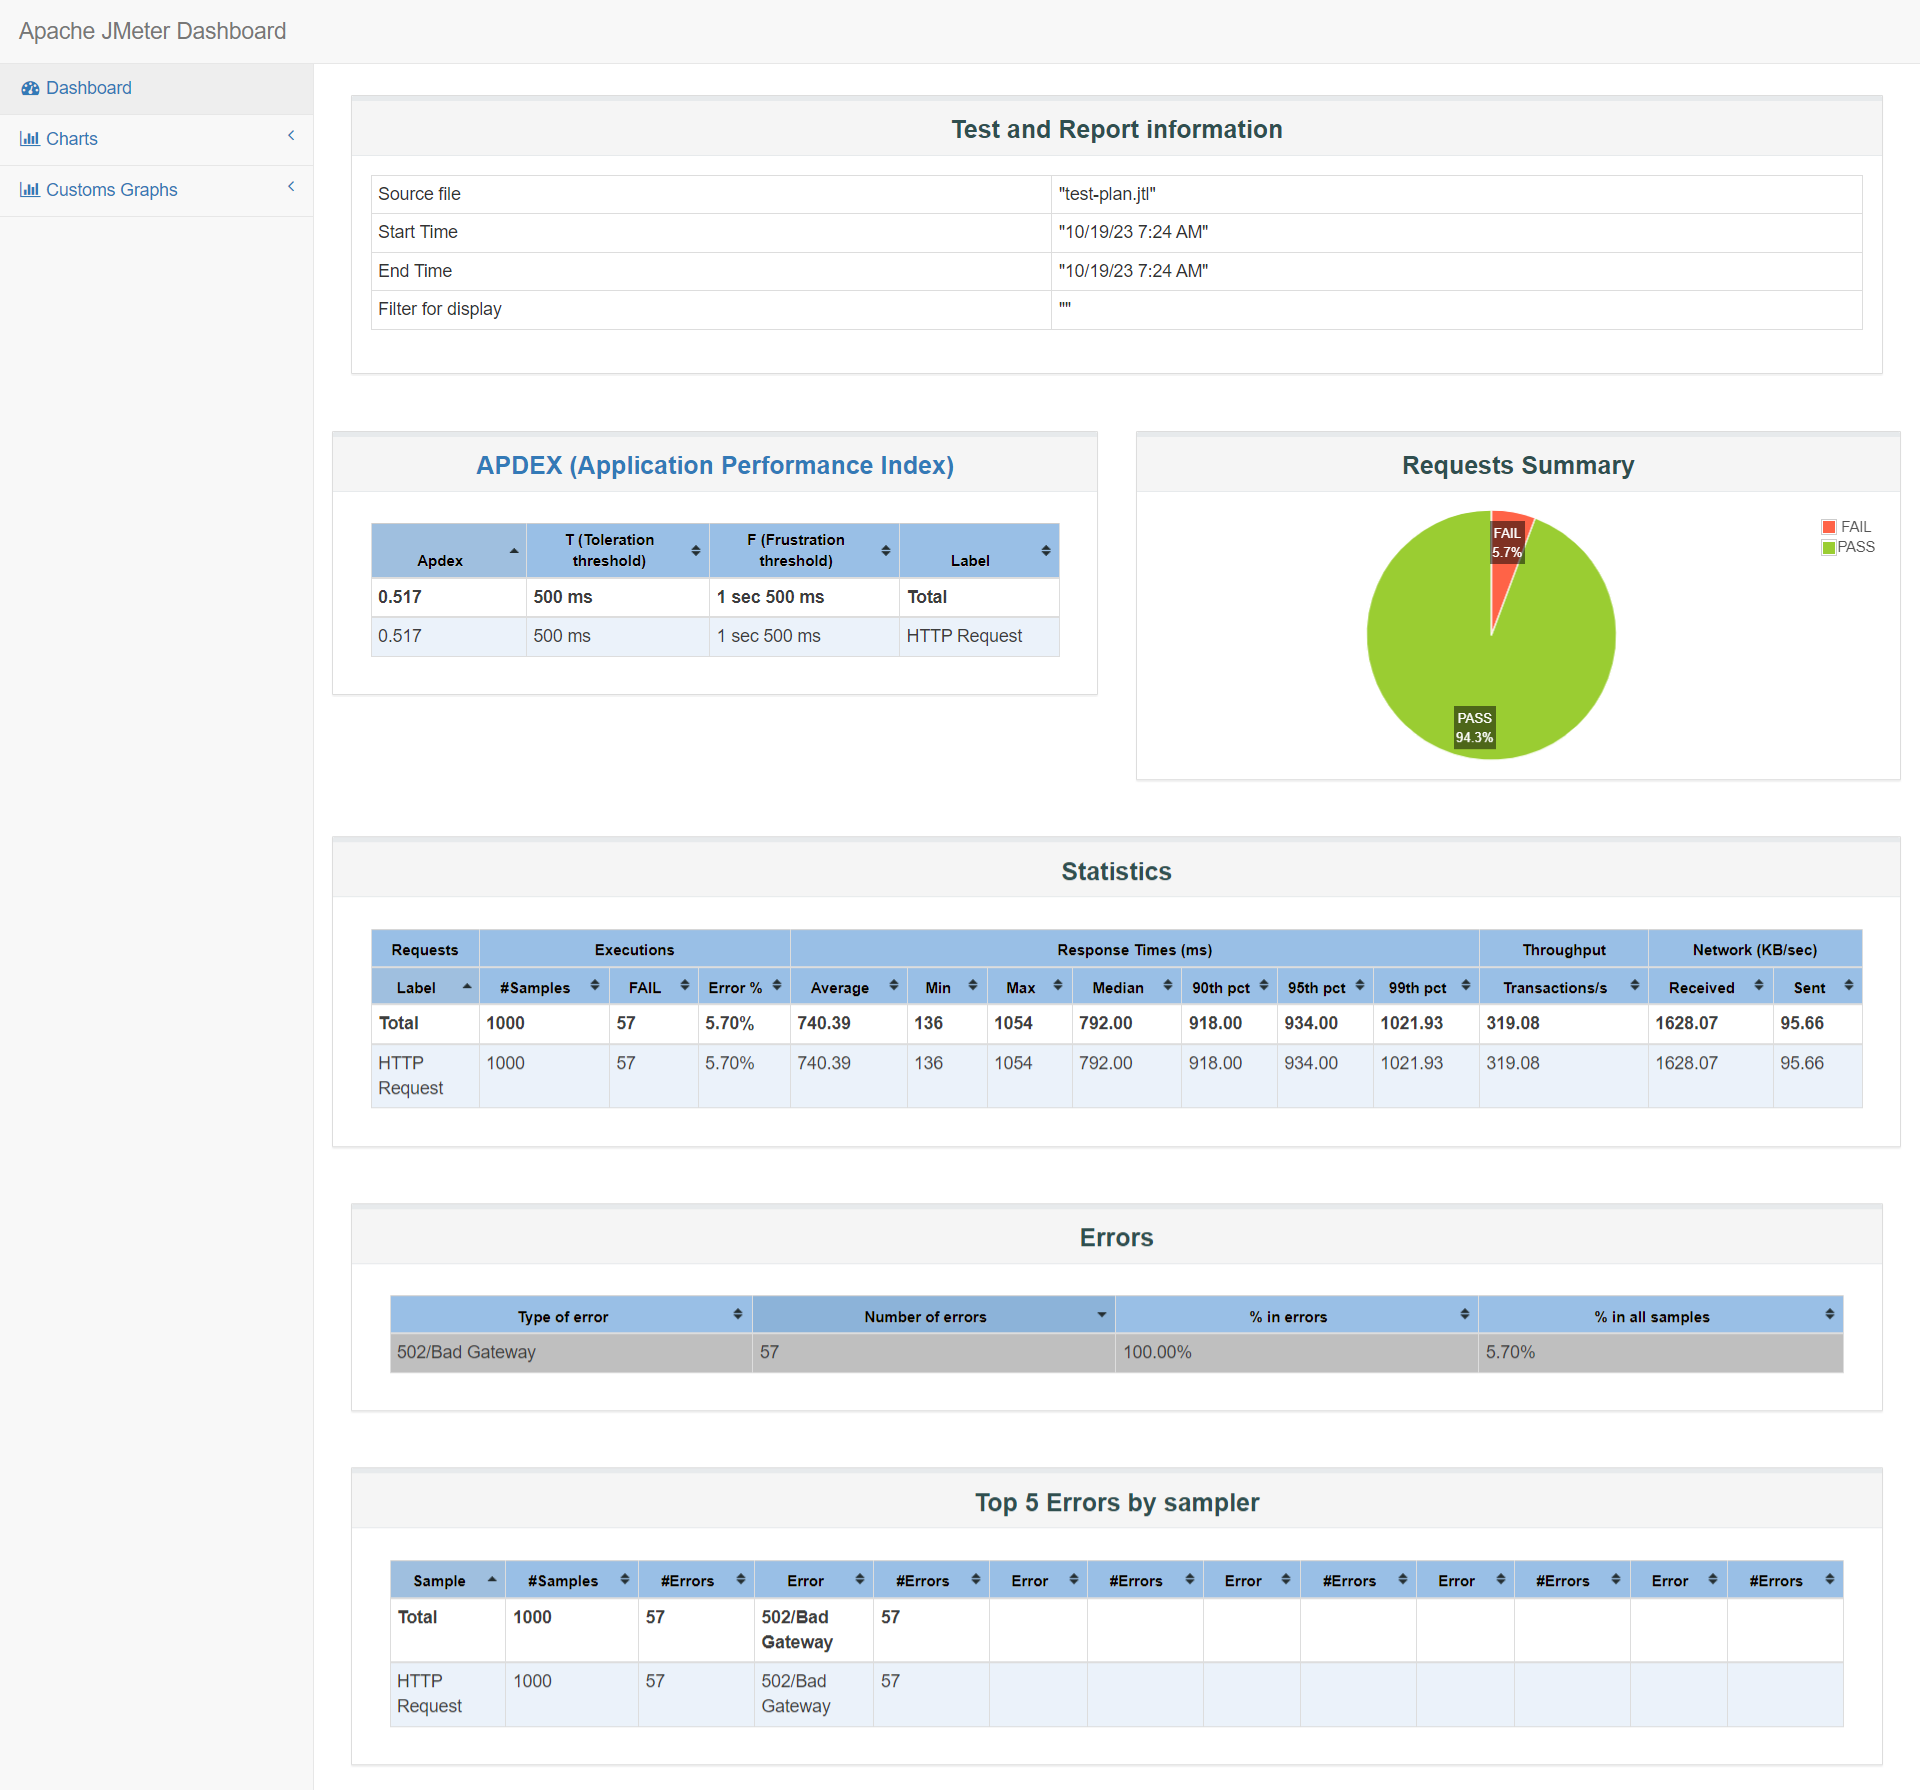 Apache JMeter Dashboard
Dashboard
Charts
Customs Graphs
Test and Report information
Source file "test-plan.jtl"
Start Time "10/19/23 7:24 AM"
End Time "10/19/23 7:24 AM"
Filter for display ""
APDEX (Application Performance Index)
Apdex T (Toleration threshold) F (Frustration threshold) Label
0.517 500 ms 1 sec 500 ms Total
0.517 500 ms 1 sec 500 ms HTTP Request
Requests Summary
FAIL
5.7%
PASS
94.3%
FAIL
PASS
Statistics
Requests Executions Response Times (ms) Throughput Network (KB/sec)
Label #Samples FAIL Error % Average Min Max Median 90th pct 95th pct 99th pct Transactions/s Received Sent
Total 1000 57 5.70% 740.39 136 1054 792.00 918.00 934.00 1021.93 319.08 1628.07 95.66
HTTP Request 1000 57 5.70% 740.39 136 1054 792.00 918.00 934.00 1021.93 319.08 1628.07 95.66
Errors
Type of error Number of errors % in errors % in all samples
502/Bad Gateway 57 100.00% 5.70%
Top 5 Errors by sampler
Sample #Samples #Errors Error #Errors Error #Errors Error #Errors Error #Errors Error #Errors
Total 1000 57 502/Bad Gateway 57
HTTP Request 1000 57 502/Bad Gateway 57